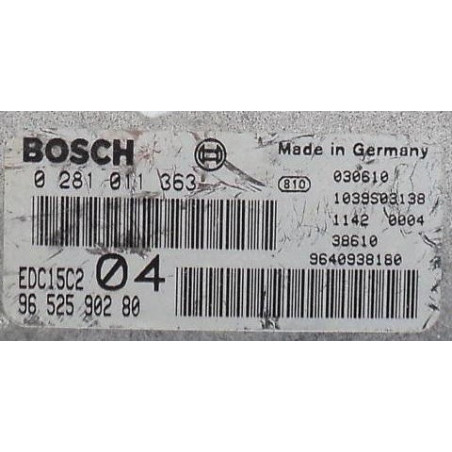 BOSCH Made in Germany
0 281 011 363 810 030610
1039S03138
1142 0004
38610
9640938180
EDC15C2 04
96 525 902 80